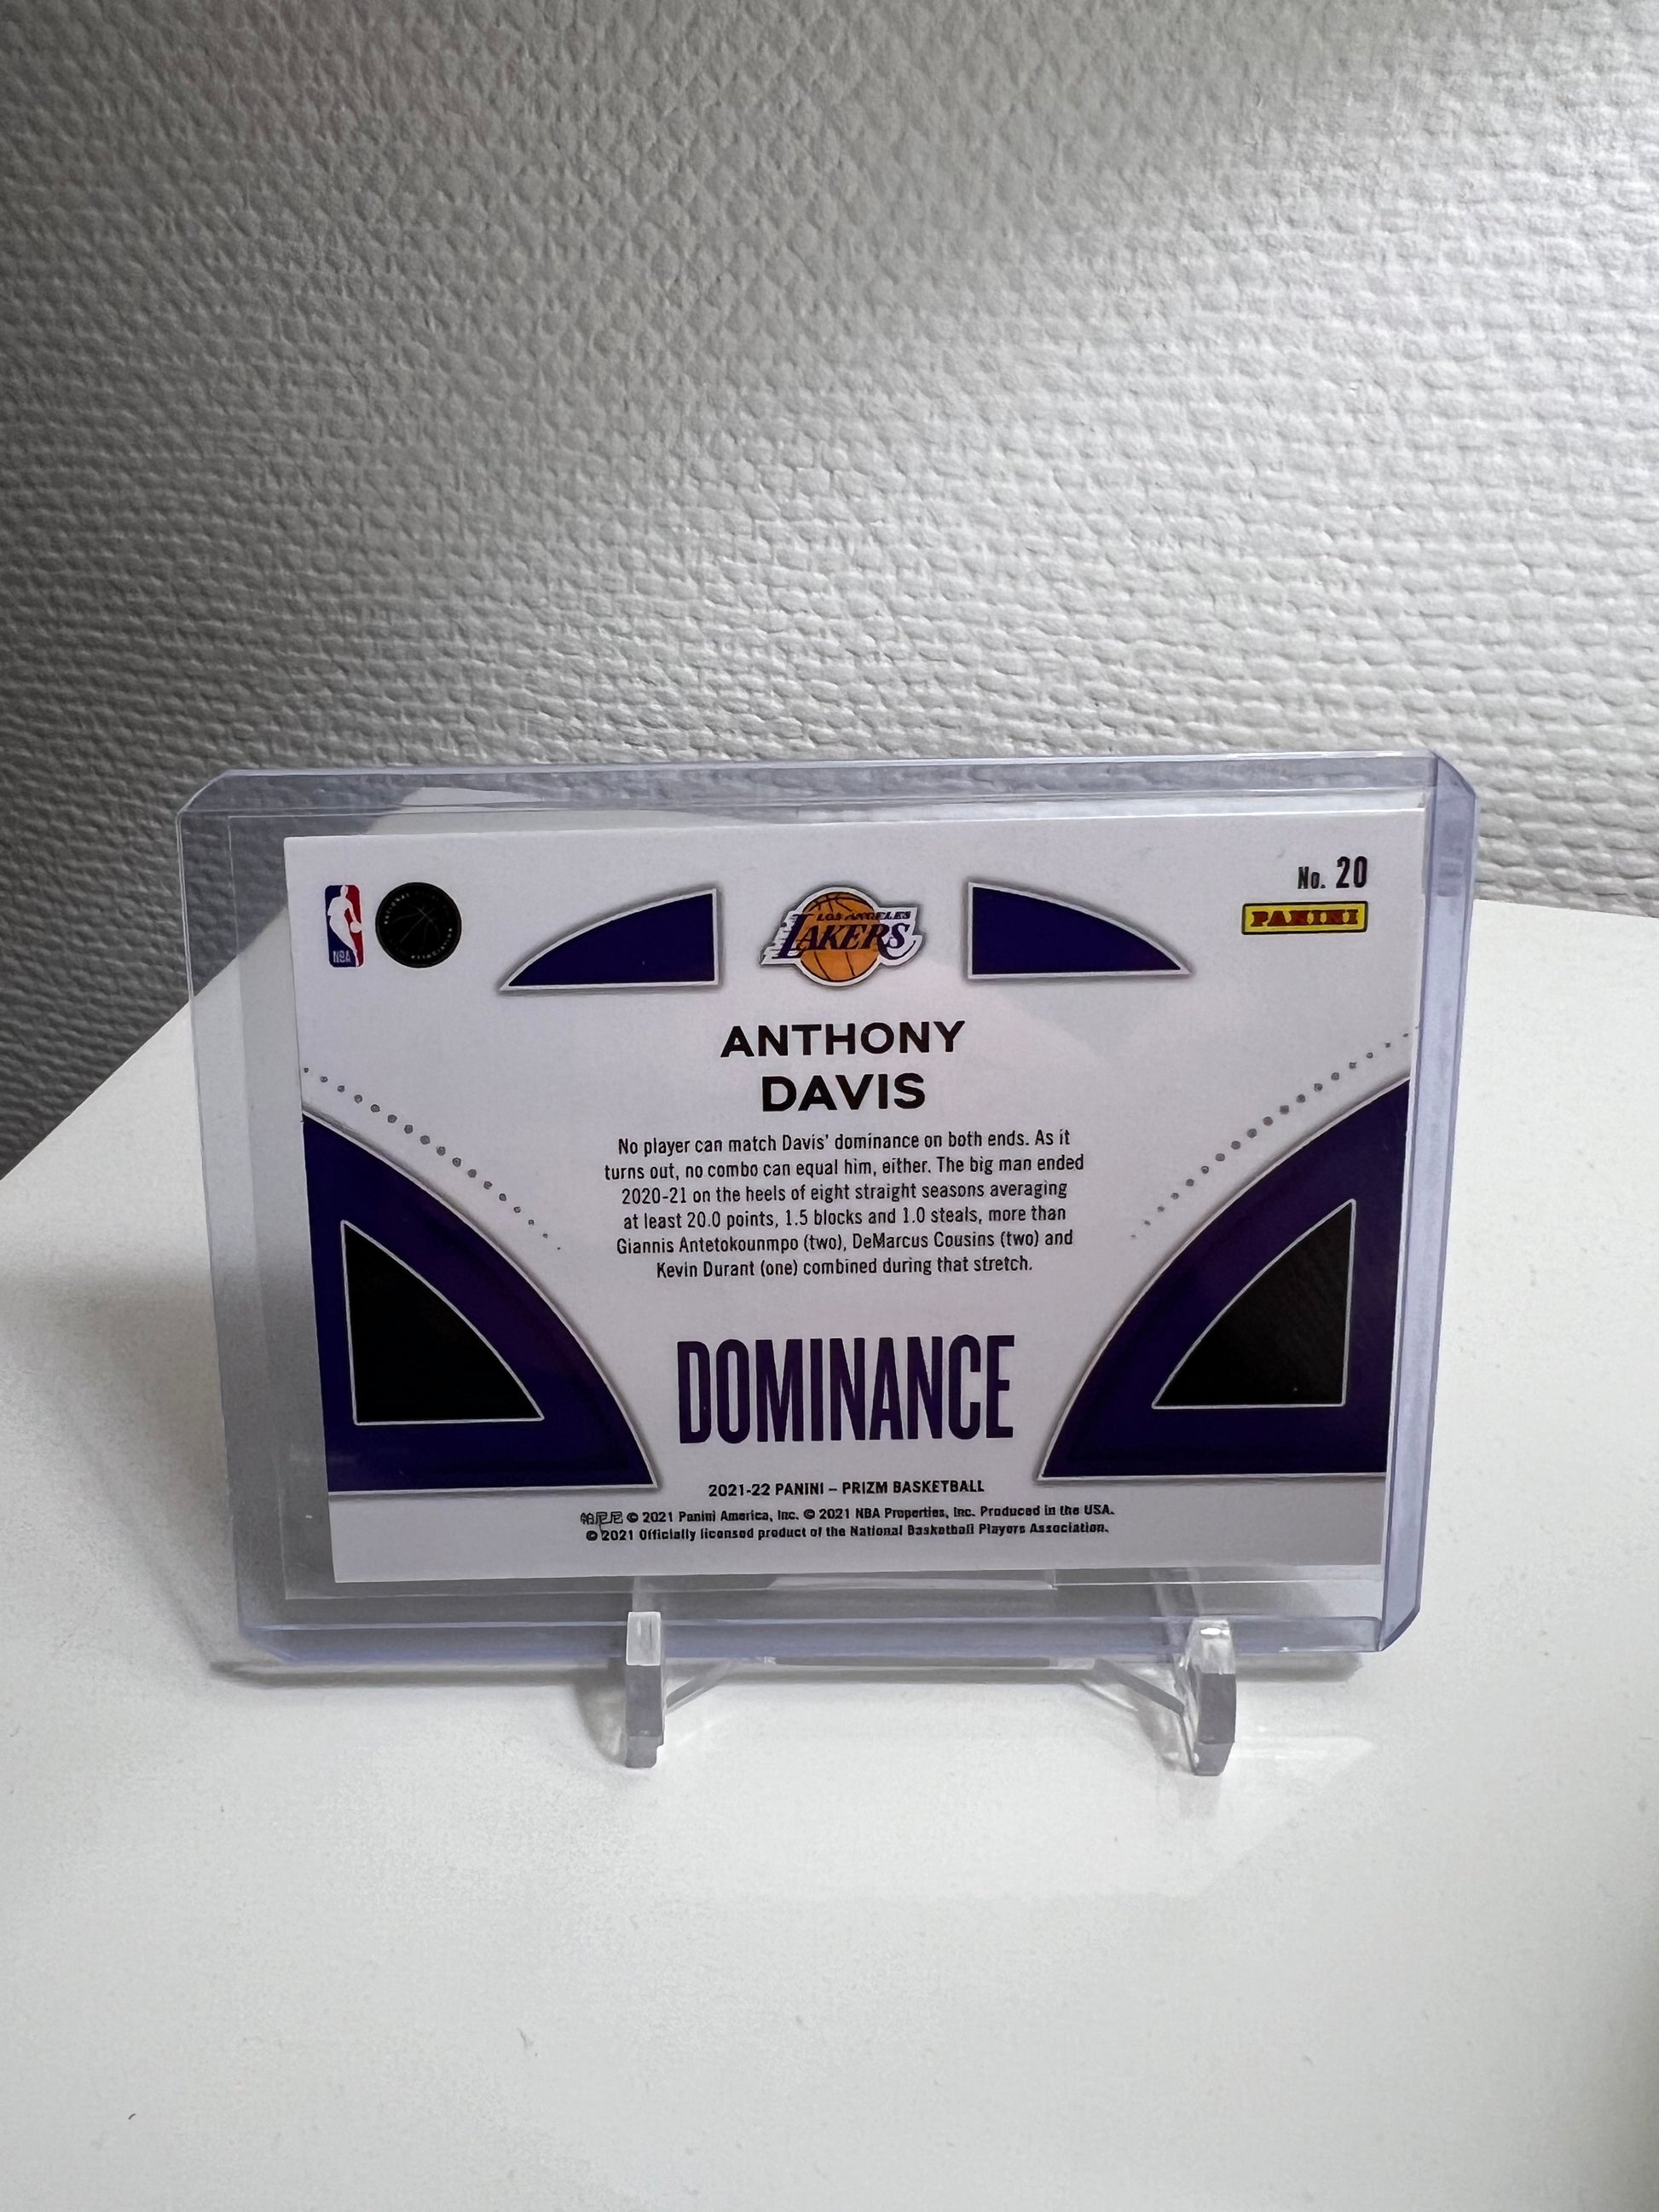 No. 20
PANINI
NBA
LOS ANGELES
LAKERS
ANTHONY
DAVIS
No player can match Davis' dominance on both ends. As it
turns out, no combo can equal him, either. The big man ended
2020-21 on the heels of eight straight seasons averaging
at least 20.0 points, 1.5 blocks and 1.0 steals, more than
Giannis Antetokounmpo (two), DeMarcus Cousins (two) and
Kevin Durant (one) combined during that stretch.
DOMINANCE
2021-22 PANINI – PRIZM BASKETBALL
帕尼尼 © 2021 Panini America, Inc. © 2021 NBA Properties, Inc. Produced in the USA.
© 2021 Officially licensed product of the National Basketball Players Association.